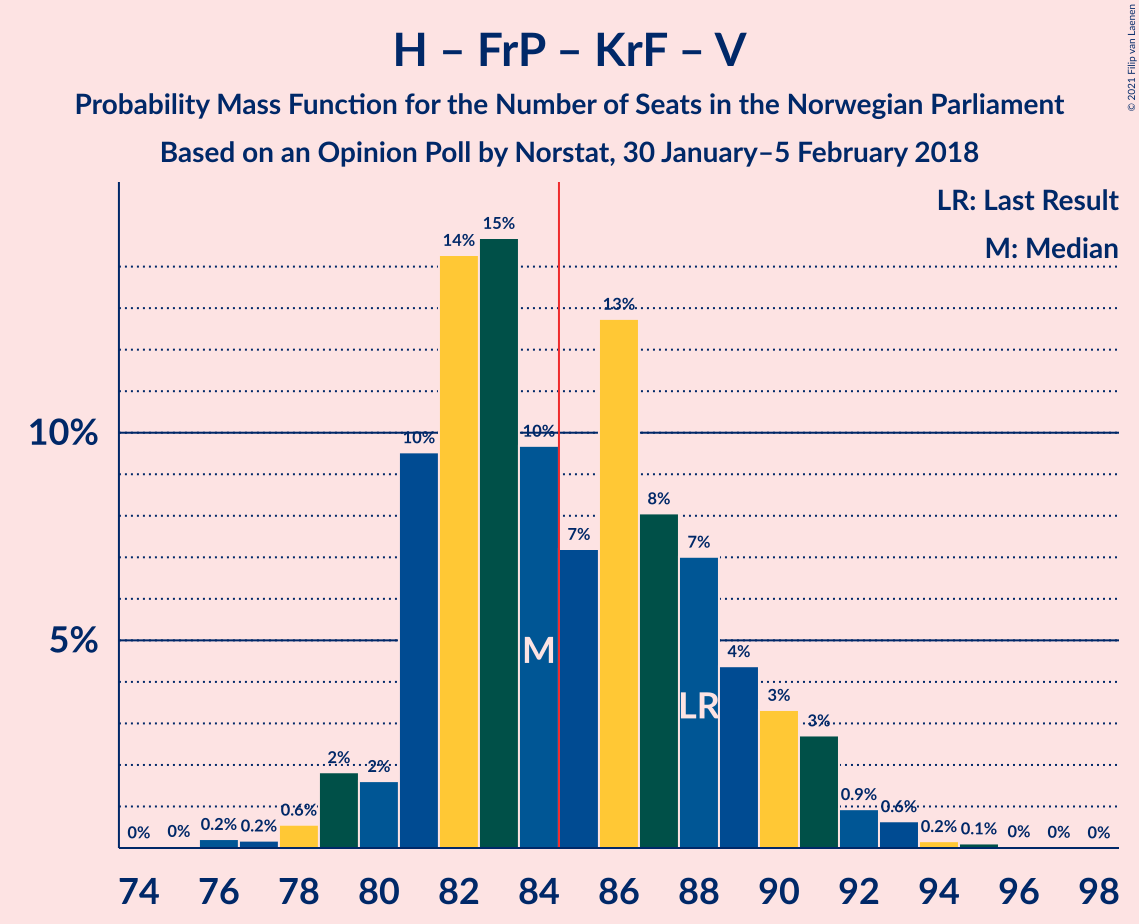 H – FrP – KrF – V
Probability Mass Function for the Number of Seats in the Norwegian Parliament
Based on an Opinion Poll by Norstat, 30 January–5 February 2018
© 2021 Filip van Laenen
LR: Last Result
M: Median
10%
5%
0% 0% 0.2% 0.2% 0.6% 2% 2% 10% 14% 15% 10% 7% 13% 8% 7% 4% 3% 3% 0.9% 0.6% 0.2% 0.1% 0% 0% 0%
M
LR
74 76 78 80 82 84 86 88 90 92 94 96 98